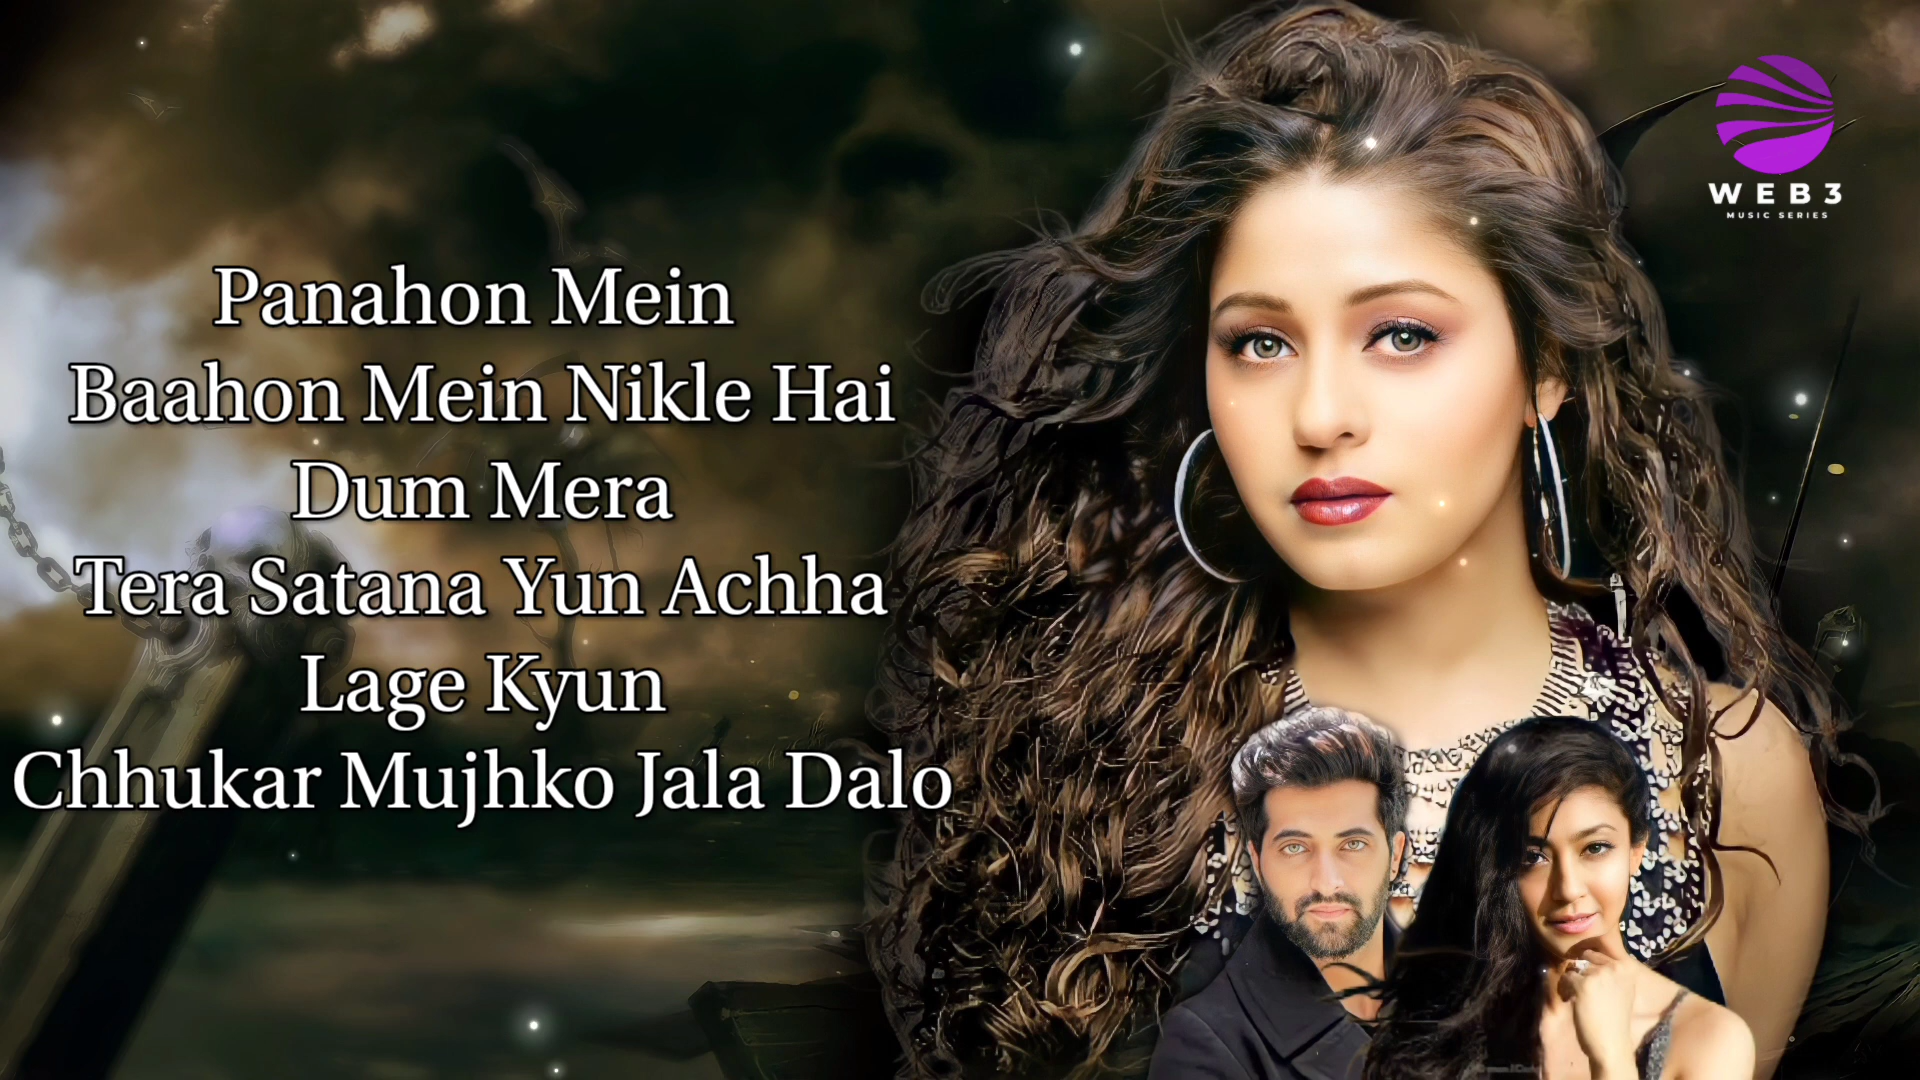 WEB3
MUSIC SERIES
Panahon Mein
Baahon Mein Nikle Hai
Dum Mera
Tera Satana Yun Achha
Lage Kyun
Chhukar Mujhko Jala Dalo